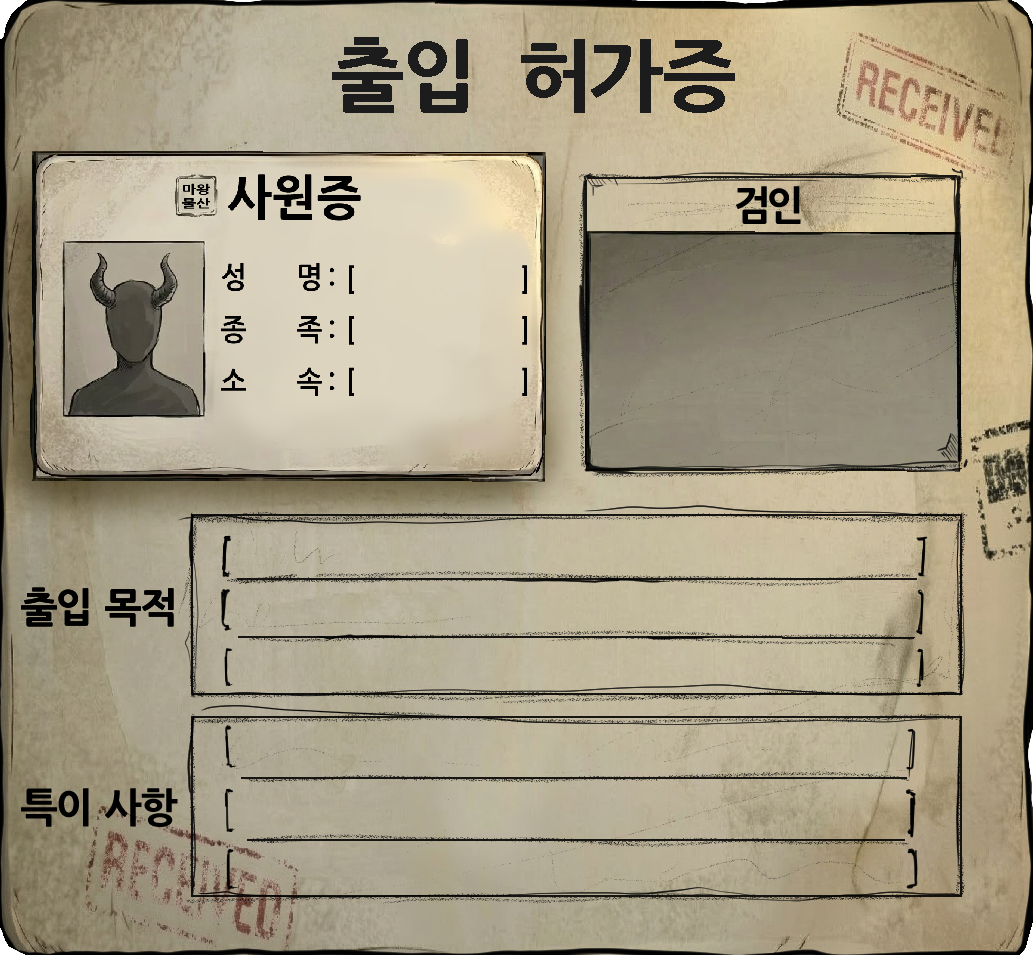 출입 허가증
RECEIVED
마왕
물산
사원증
성 명: [ ]
종 족: [ ]
소 속: [ ]
검인
출입 목적
[ ]
[ ]
[ ]
특이 사항
[ ]
[ ]
[ ]
RECEIVED